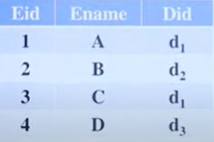 Eid Ename Did
1 A d₁
2 B d₂
3 C d₁
4 D d₃